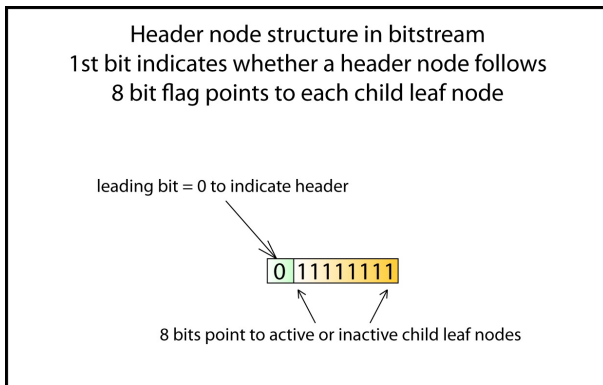 Header node structure in bitstream
1st bit indicates whether a header node follows
8 bit flag points to each child leaf node
leading bit = 0 to indicate header
0 11111111
8 bits point to active or inactive child leaf nodes